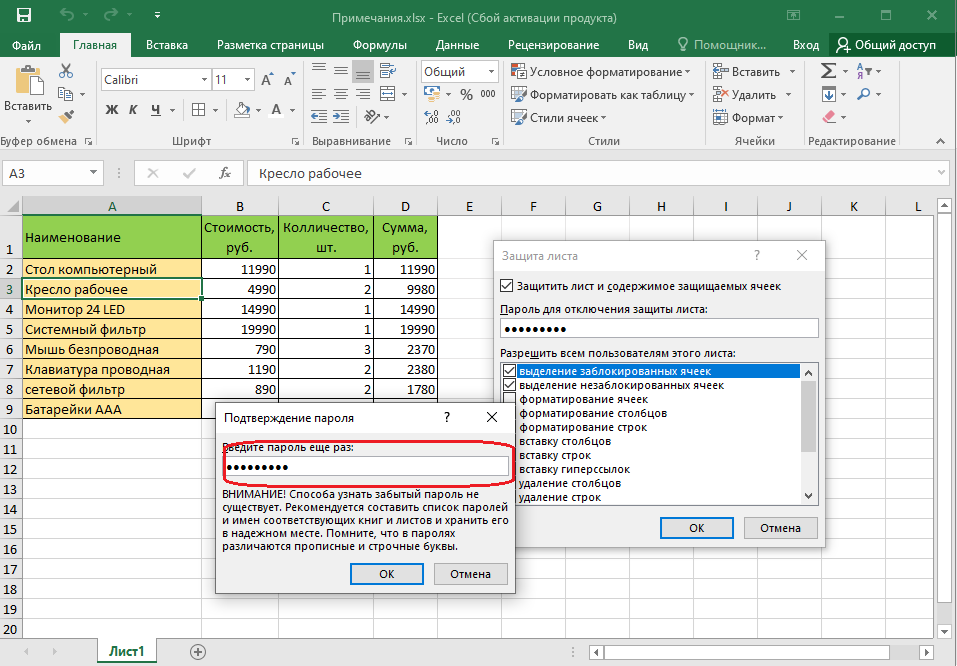 Примечания.xlsx - Excel (Сбой активации продукта)
Файл Главная Вставка Разметка страницы Формулы Данные Рецензирование Вид Помощник... Вход Общий доступ
Вставить
Буфер обмена
Calibri 11
Ж К Ч А
Шрифт
Выравнивание
Общий
% 000
Число
Условное форматирование
Форматировать как таблицу
Стили ячеек
Стили
Вставить
Удалить
Формат
Ячейки
Редактирование
A3 fx Кресло рабочее
A B C D E F G H I J K L
1 Наименование Стоимость, руб. Колличество, шт. Сумма, руб.
2 Стол компьютерный 11990 1 11990
3 Кресло рабочее 4990 2 9980
4 Монитор 24 LED 14990 1 14990
5 Системный фильтр 19990 1 19990
6 Мышь безпроводная 790 3 2370
7 Клавиатура проводная 1190 2 2380
8 сетевой фильтр 890 2 1780
9 Батарейки ААА
10
11
12
13
14
15
16
17
18
19
20
Защита листа ?
Защитить лист и содержимое защищаемых ячеек
Пароль для отключения защиты листа:
●●●●●●●●●
Разрешить всем пользователям этого листа:
выделение заблокированных ячеек
выделение незаблокированных ячеек
форматирование ячеек
форматирование столбцов
форматирование строк
вставку столбцов
вставку строк
вставку гиперссылок
удаление столбцов
удаление строк
ОК Отмена
Подтверждение пароля ?
Введите пароль еще раз:
●●●●●●●●●
ВНИМАНИЕ! Способа узнать забытый пароль не
существует. Рекомендуется составить список паролей
и имен соответствующих книг и листов и хранить его
в надежном месте. Помните, что в паролях
различаются прописные и строчные буквы.
ОК Отмена
Лист1